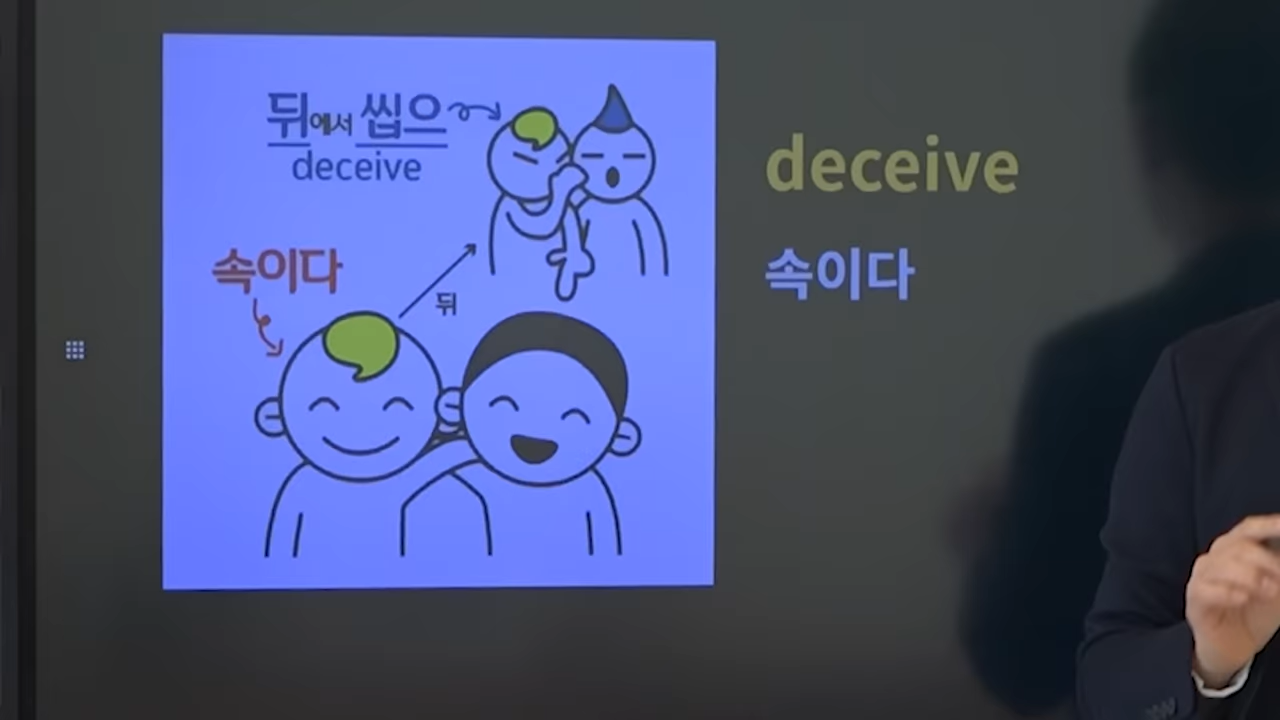 뒤에서 씹으
deceive
속이다
뒤
deceive
속이다